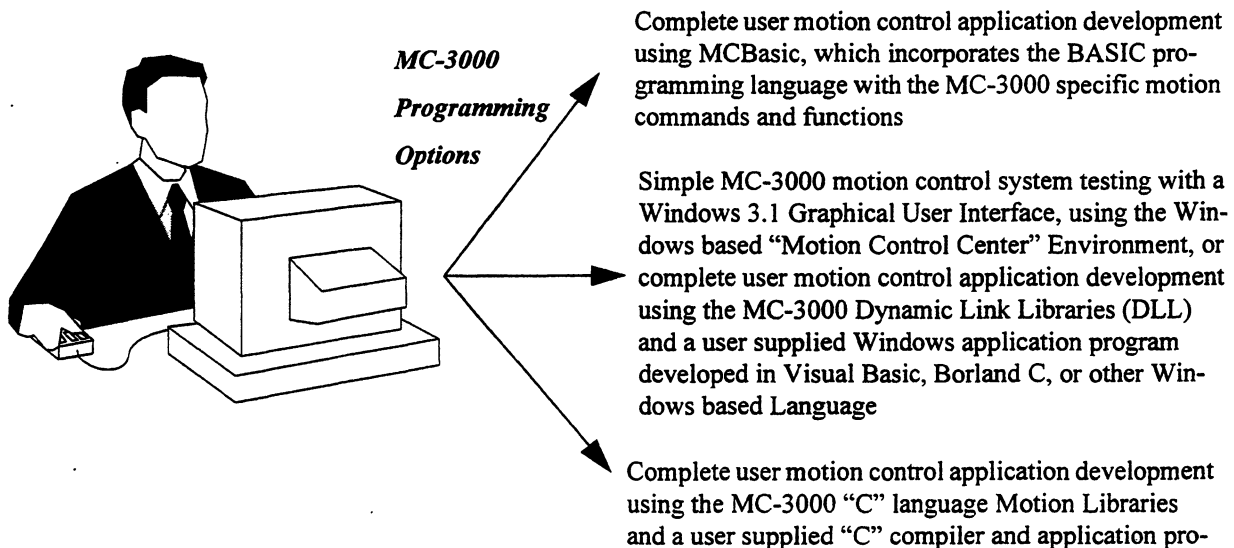 MC-3000
Programming
Options
Complete user motion control application development
using MCBasic, which incorporates the BASIC pro-
gramming language with the MC-3000 specific motion
commands and functions
Simple MC-3000 motion control system testing with a
Windows 3.1 Graphical User Interface, using the Win-
dows based “Motion Control Center” Environment, or
complete user motion control application development
using the MC-3000 Dynamic Link Libraries (DLL)
and a user supplied Windows application program
developed in Visual Basic, Borland C, or other Win-
dows based Language
Complete user motion control application development
using the MC-3000 “C” language Motion Libraries
and a user supplied “C” compiler and application pro-